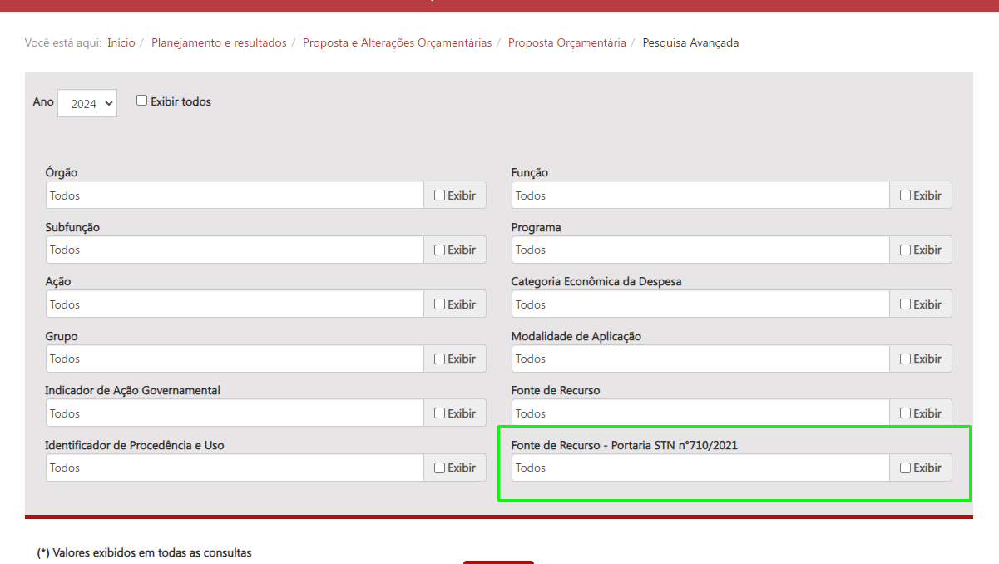 Você está aqui: Início / Planejamento e resultados / Proposta e Alterações Orçamentárias / Proposta Orçamentária / Pesquisa Avançada
Ano 2024 Exibir todos
Órgão
Todos Exibir
Função
Todos Exibir
Subfunção
Todos Exibir
Programa
Todos Exibir
Ação
Todos Exibir
Categoria Econômica da Despesa
Todos Exibir
Grupo
Todos Exibir
Modalidade de Aplicação
Todos Exibir
Indicador de Ação Governamental
Todos Exibir
Fonte de Recurso
Todos Exibir
Identificador de Procedência e Uso
Todos Exibir
Fonte de Recurso - Portaria STN n°710/2021
Todos Exibir
(*) Valores exibidos em todas as consultas